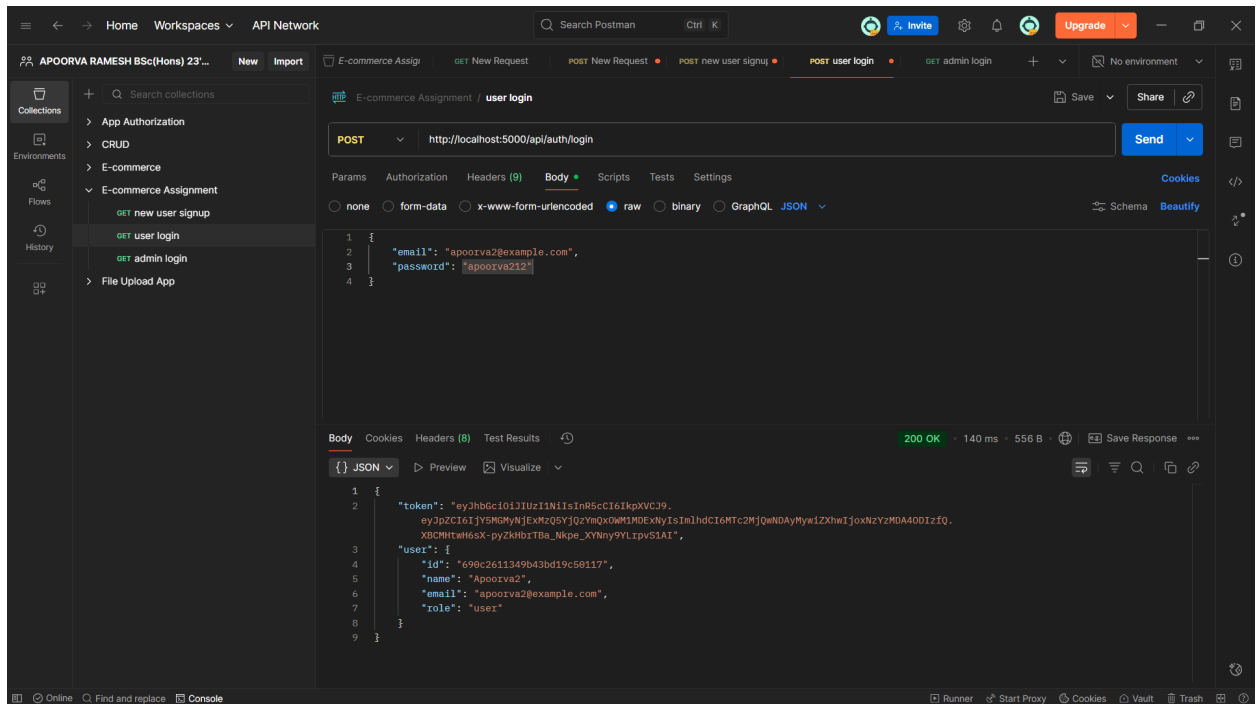 Home Workspaces API Network Search Postman Ctrl K Invite Upgrade
APOORVA RAMESH BSc(Hons) 23'... New Import
E-commerce Assign GET New Request POST New Request POST new user signup POST user login GET admin login No environment
Collections
Environments
Flows
History
Search collections
App Authorization
CRUD
E-commerce
E-commerce Assignment
GET new user signup
GET user login
GET admin login
File Upload App
HTTP E-commerce Assignment / user login Save Share
POST http://localhost:5000/api/auth/login Send
Params Authorization Headers (9) Body Scripts Tests Settings Cookies
none form-data x-www-form-urlencoded raw binary GraphQL JSON Schema Beautify
1 {
2 "email": "apoorva2@example.com",
3 "password": "apoorva212"
4 }
Body Cookies Headers (8) Test Results 200 OK 140 ms 556 B e.g. Save Response
{} JSON Preview Visualize
1 {
2 "token": "eyJhbGciOiJIUzI1NiIsInR5cCI6IkpXVCJ9.
eyJpZCI6IjY5MGMyNjExMzQ5YjQzYmQxOWM1MDExNyIsImlhdCI6MTc2MjQwNDAyMywiZXhwIjoxNzYzMDA4ODIzfQ.
XBCMHtwH6sX-pyZkHbrTBa_Nkpe_XYNny9YLrpvS1AI",
3 "user": {
4 "id": "690c2611349b43bd19c50117",
5 "name": "Apoorva2",
6 "email": "apoorva2@example.com",
7 "role": "user"
8 }
9 }
Online Find and replace Console Runner Start Proxy Cookies Vault Trash